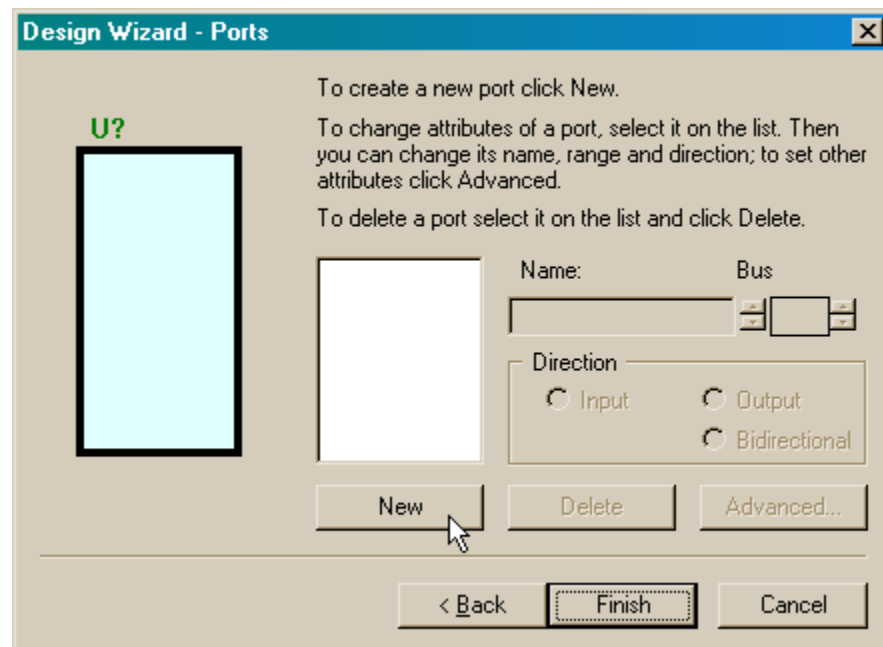 Design Wizard - Ports
To create a new port click New.
U?
To change attributes of a port, select it on the list. Then
you can change its name, range and direction; to set other
attributes click Advanced.
To delete a port select it on the list and click Delete.
Name:
Bus
Direction
Input
Output
Bidirectional
New
Delete
Advanced...
< Back
Finish
Cancel